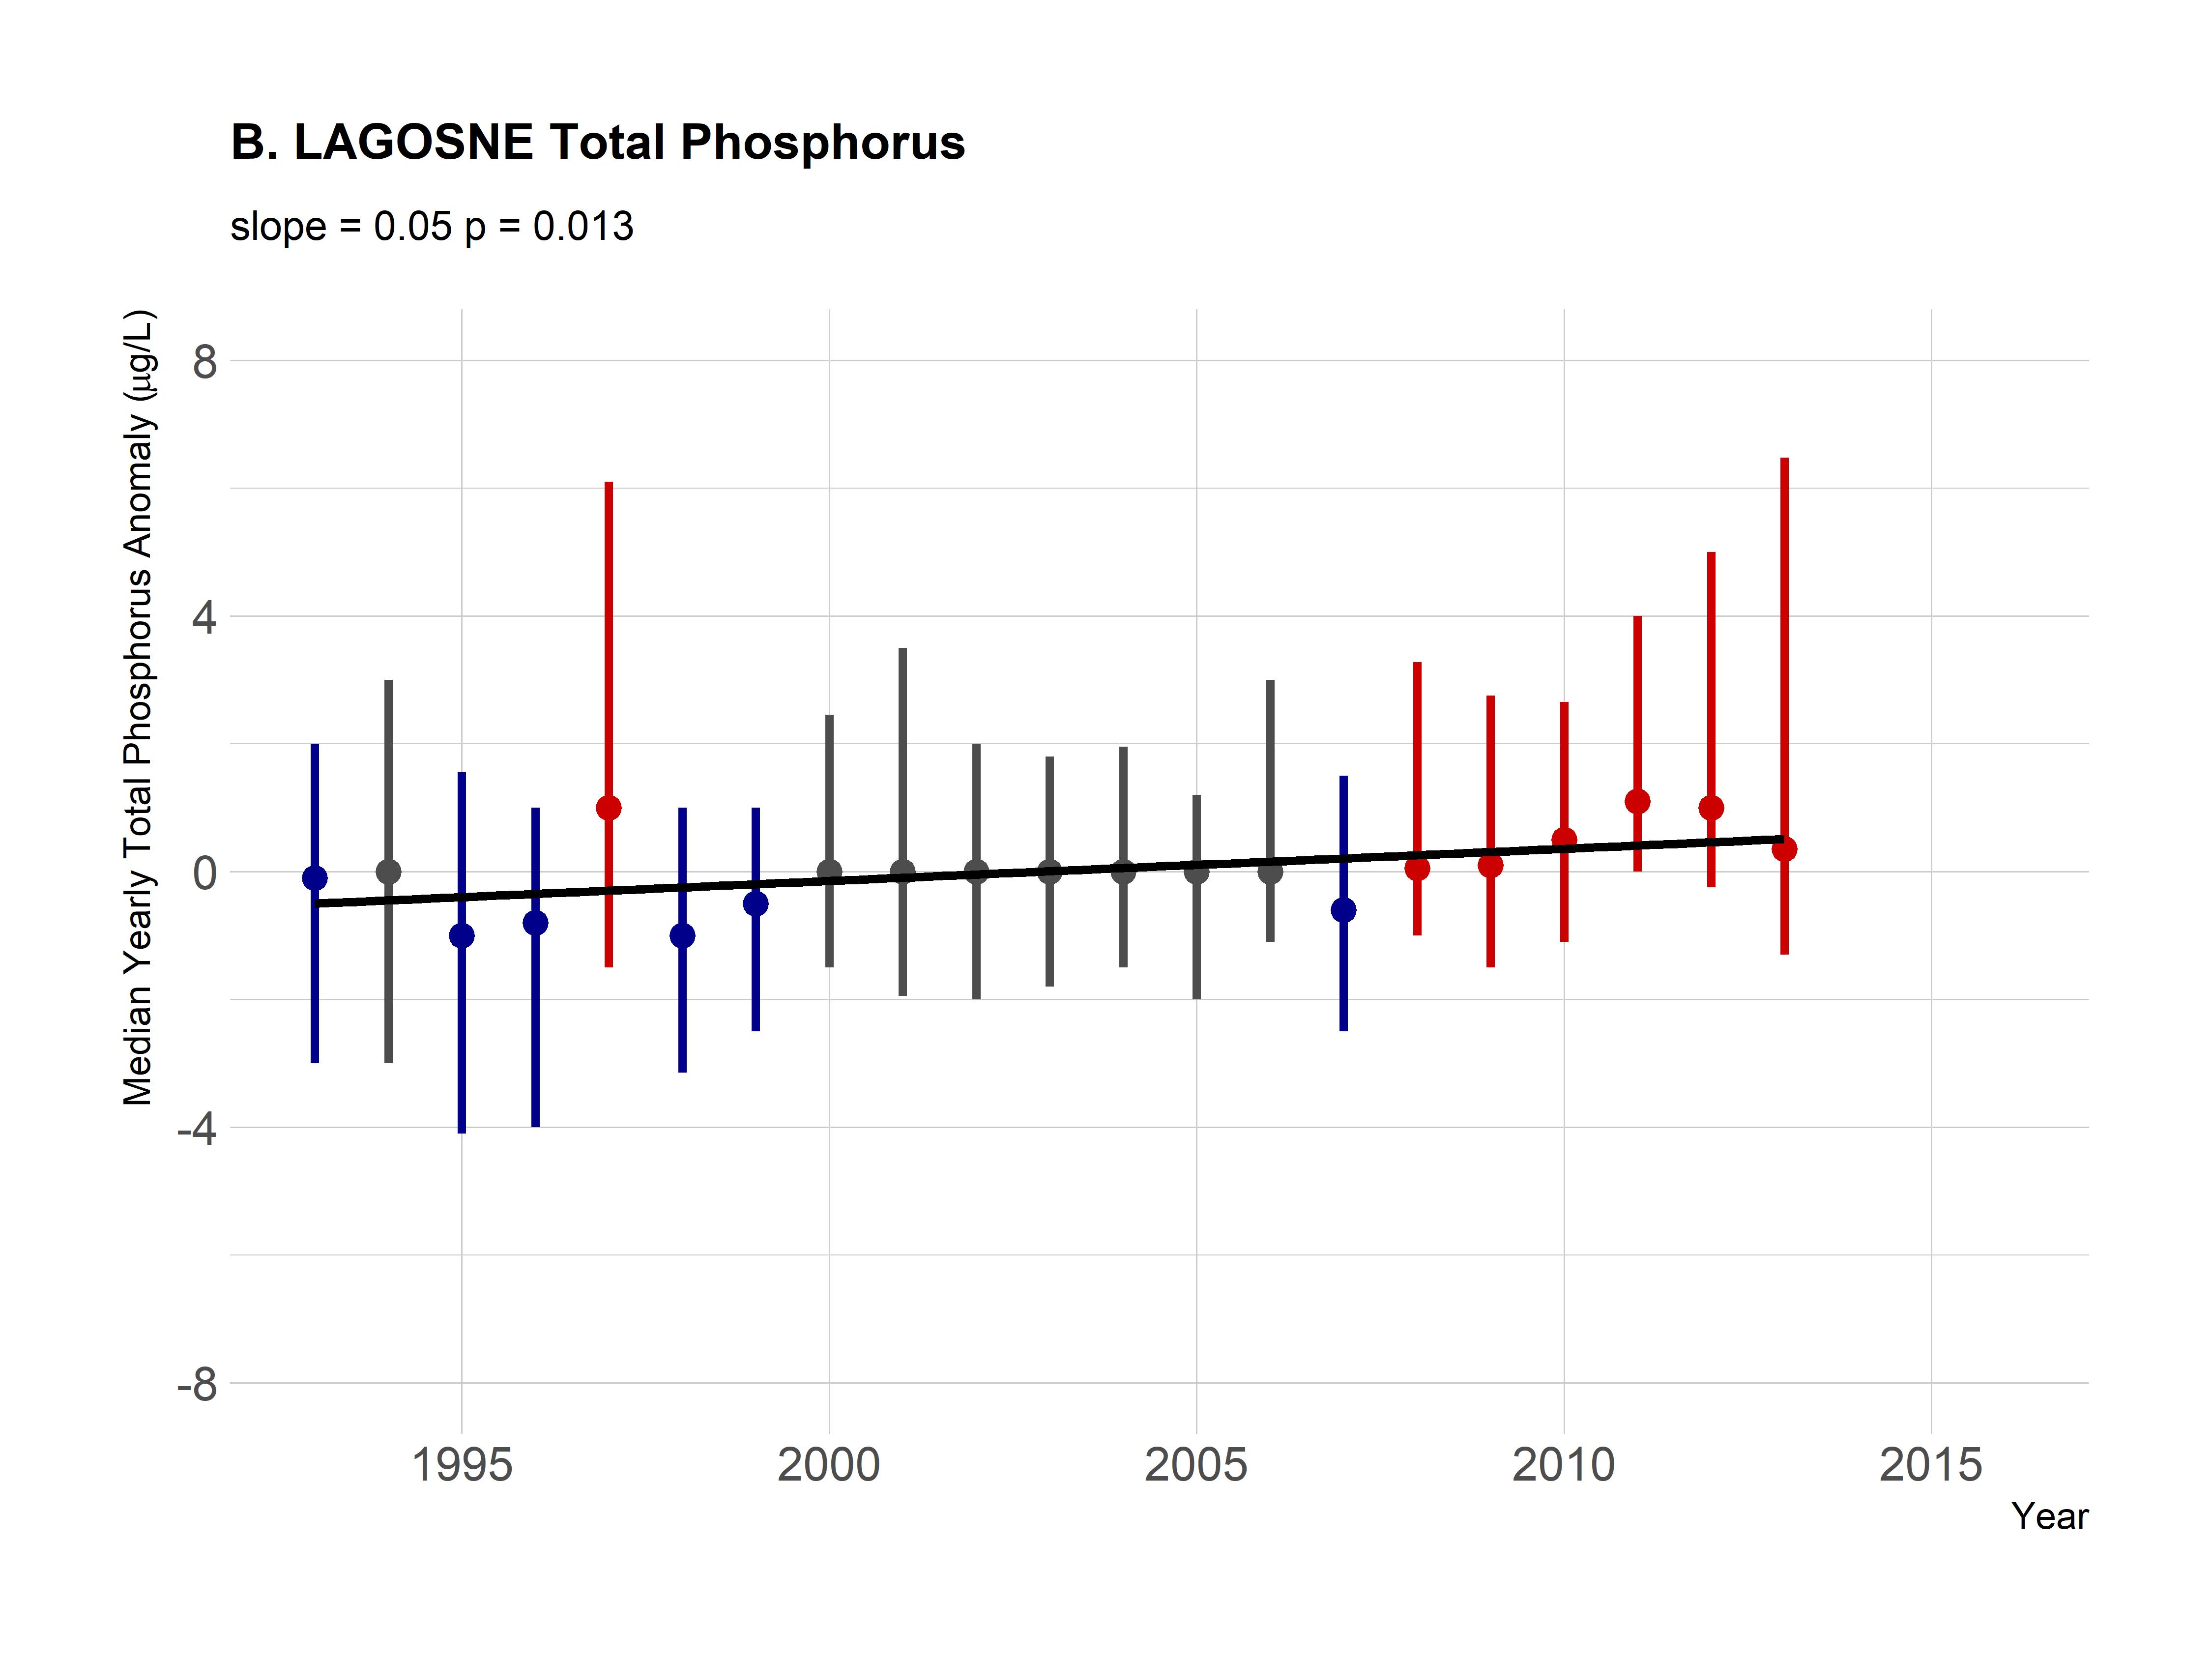 B. LAGOSNE Total Phosphorus
slope = 0.05 p = 0.013
Median Yearly Total Phosphorus Anomaly (μg/L)
8
4
0
-4
-8
1995 2000 2005 2010 2015
Year